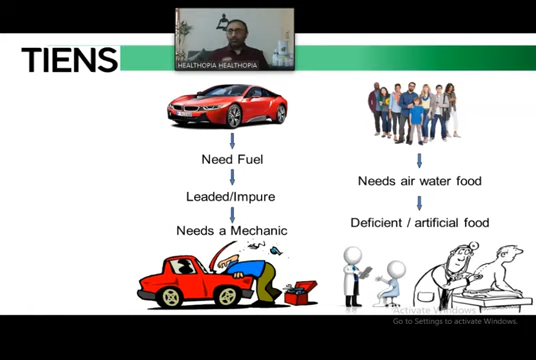 TIENS
HEALTHOPIA HEALTHOPIA
Need Fuel
Leaded/Impure
Needs a Mechanic
Needs air water food
Deficient / artificial food
Activate Windows
Go to Settings to activate Windows.